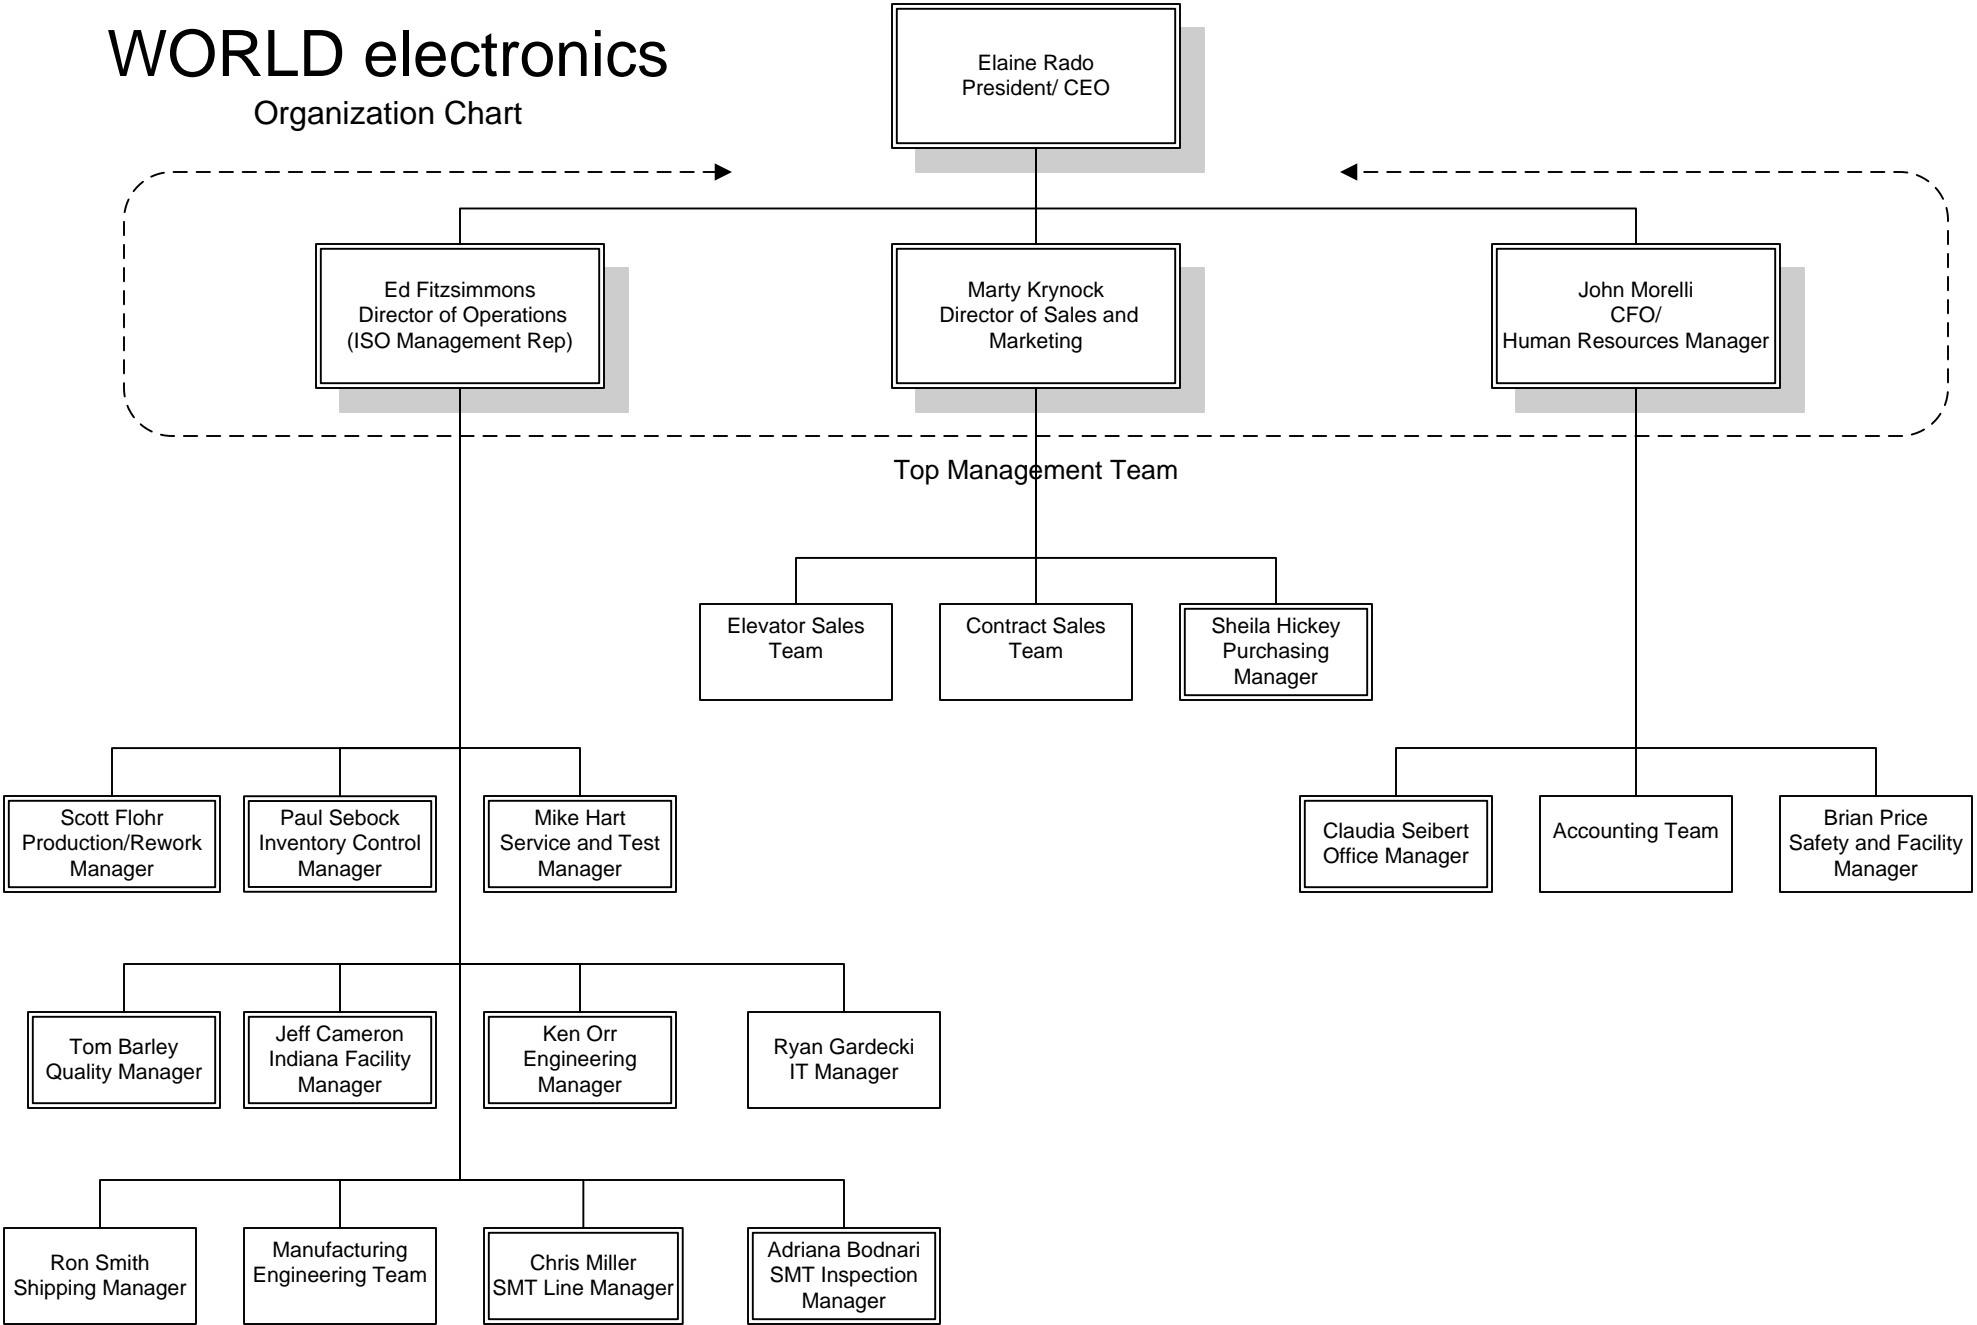 WORLD electronics
Organization Chart
Elaine Rado
President/ CEO
Ed Fitzsimmons
Director of Operations
(ISO Management Rep)
Marty Krynock
Director of Sales and
Marketing
John Morelli
CFO/
Human Resources Manager
Top Management Team
Elevator Sales
Team
Contract Sales
Team
Sheila Hickey
Purchasing
Manager
Scott Flohr
Production/Rework
Manager
Paul Sebock
Inventory Control
Manager
Mike Hart
Service and Test
Manager
Claudia Seibert
Office Manager
Accounting Team
Brian Price
Safety and Facility
Manager
Tom Barley
Quality Manager
Jeff Cameron
Indiana Facility
Manager
Ken Orr
Engineering
Manager
Ryan Gardecki
IT Manager
Ron Smith
Shipping Manager
Manufacturing
Engineering Team
Chris Miller
SMT Line Manager
Adriana Bodnari
SMT Inspection
Manager